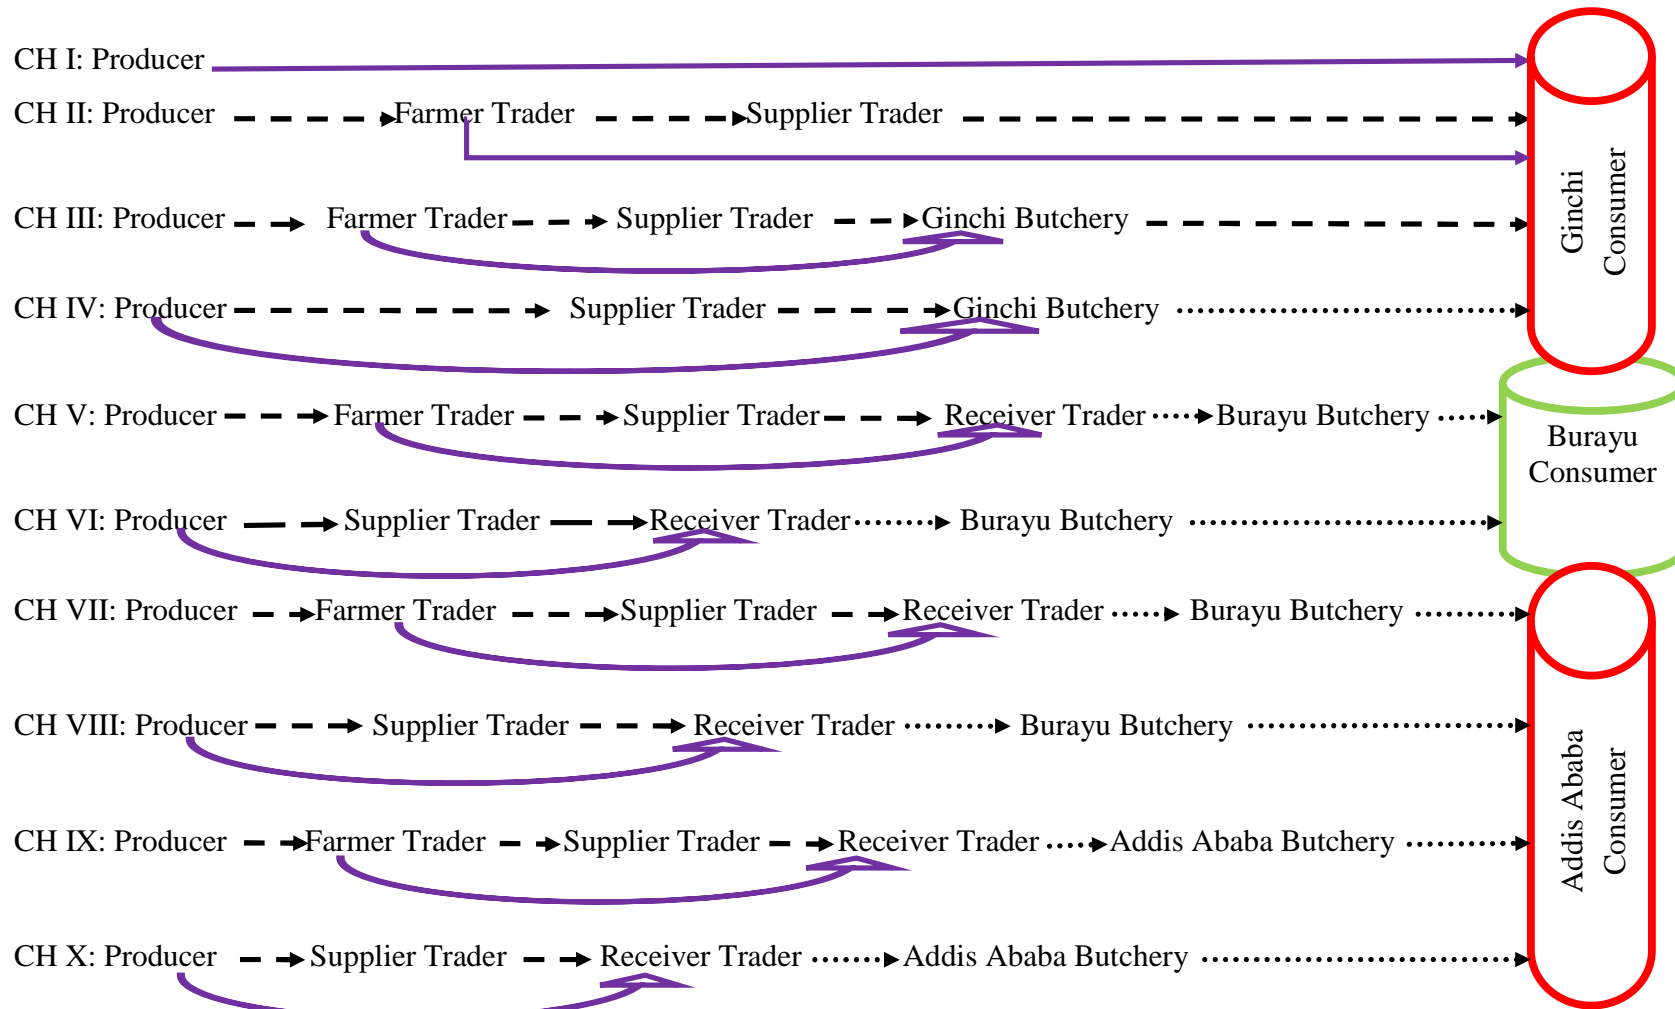 CH I: Producer
CH II: Producer Farmer Trader Supplier Trader
CH III: Producer Farmer Trader Supplier Trader Ginchi Butchery
CH IV: Producer Supplier Trader Ginchi Butchery
Ginchi
Consumer
CH V: Producer Farmer Trader Supplier Trader Receiver Trader Burayu Butchery
CH VI: Producer Supplier Trader Receiver Trader Burayu Butchery
Burayu
Consumer
CH VII: Producer Farmer Trader Supplier Trader Receiver Trader Burayu Butchery
CH VIII: Producer Supplier Trader Receiver Trader Burayu Butchery
CH IX: Producer Farmer Trader Supplier Trader Receiver Trader Addis Ababa Butchery
CH X: Producer Supplier Trader Receiver Trader Addis Ababa Butchery
Addis Ababa
Consumer